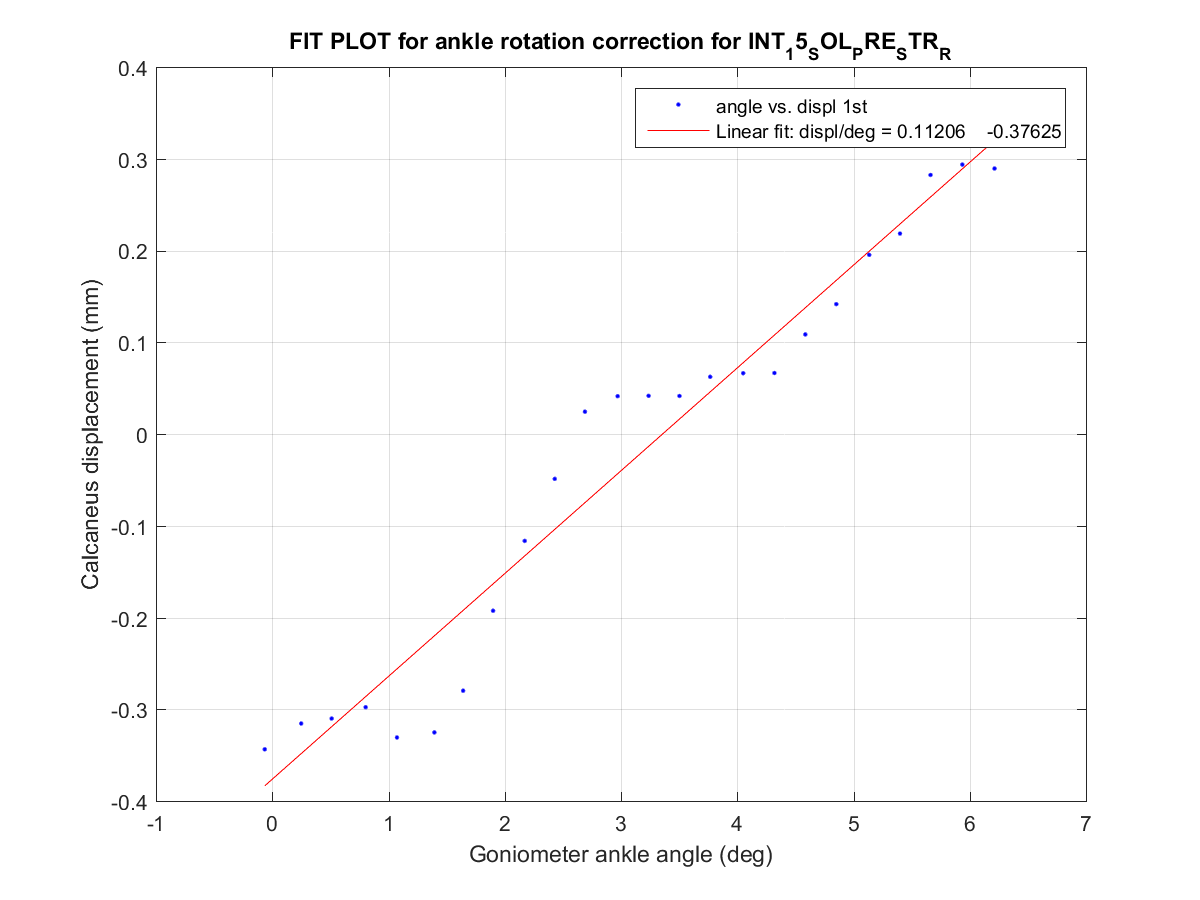 FIT PLOT for ankle rotation correction for INT₁5ₛOLₚREₛTRᵣ
0.4
angle vs. displ 1st
Linear fit: displ/deg = 0.11206 -0.37625
0.3
0.2
0.1
0
-0.1
-0.2
-0.3
-0.4
Calcaneus displacement (mm)
-1 0 1 2 3 4 5 6 7
Goniometer ankle angle (deg)